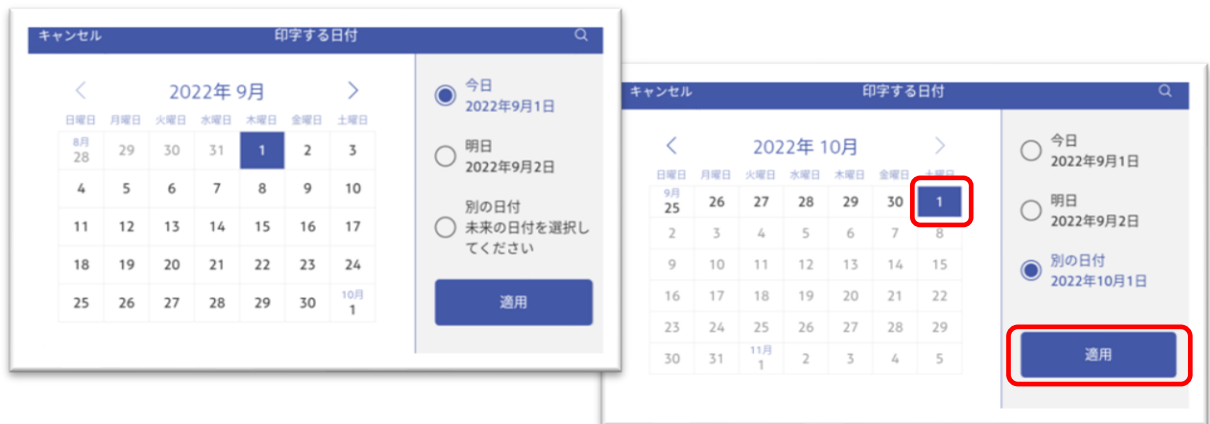 キャンセル 印字する日付
2022年 9月
日曜日 月曜日 火曜日 水曜日 木曜日 金曜日 土曜日
8月
28 29 30 31 1 2 3
4 5 6 7 8 9 10
11 12 13 14 15 16 17
18 19 20 21 22 23 24
10月
25 26 27 28 29 30 1
今日
2022年9月1日
明日
2022年9月2日
別の日付
未来の日付を選択し
てください
適用
キャンセル 印字する日付
2022年 10月
日曜日 月曜日 火曜日 水曜日 木曜日 金曜日 土曜日
9月
25 26 27 28 29 30 1
2 3 4 5 6 7 8
9 10 11 12 13 14 15
16 17 18 19 20 21 22
23 24 25 26 27 28 29
11月
30 31 1 2 3 4 5
今日
2022年9月1日
明日
2022年9月2日
別の日付
2022年10月1日
適用